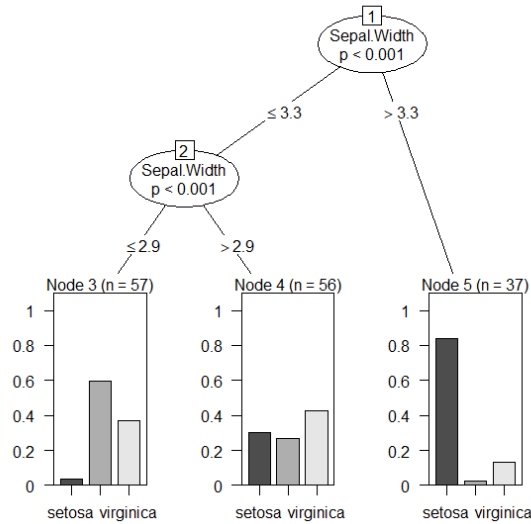 1
Sepal.Width
p < 0.001
≤ 3.3
> 3.3
2
Sepal.Width
p < 0.001
≤ 2.9
> 2.9
Node 3 (n = 57)
1
0.8
0.6
0.4
0.2
0
setosa virginica
Node 4 (n = 56)
1
0.8
0.6
0.4
0.2
0
setosa virginica
Node 5 (n = 37)
1
0.8
0.6
0.4
0.2
0
setosa virginica